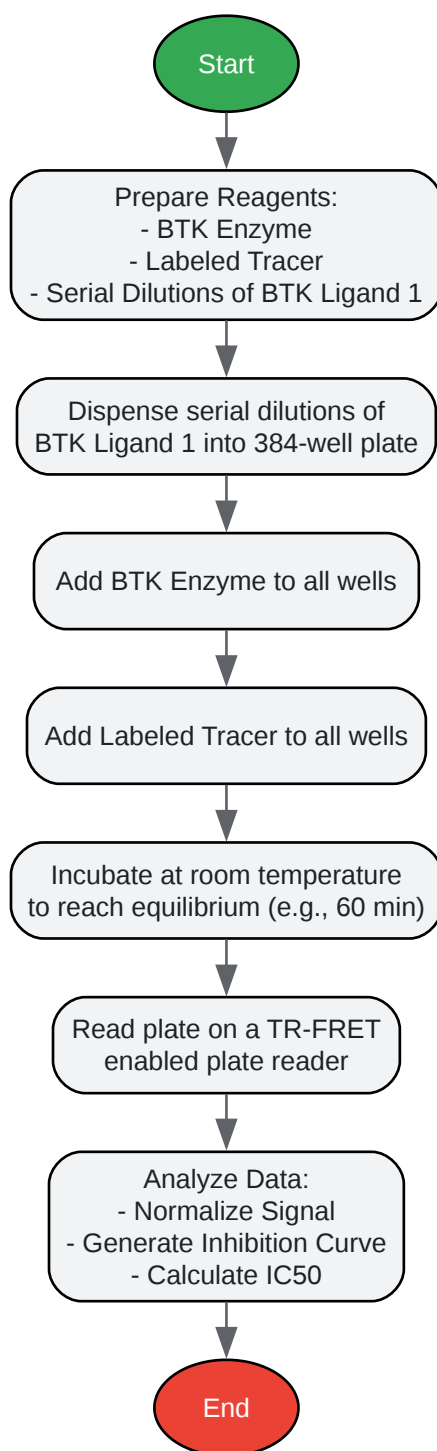 Start
Prepare Reagents:
- BTK Enzyme
- Labeled Tracer
- Serial Dilutions of BTK Ligand 1
Dispense serial dilutions of
BTK Ligand 1 into 384-well plate
Add BTK Enzyme to all wells
Add Labeled Tracer to all wells
Incubate at room temperature
to reach equilibrium (e.g., 60 min)
Read plate on a TR-FRET
enabled plate reader
Analyze Data:
- Normalize Signal
- Generate Inhibition Curve
- Calculate IC50
End